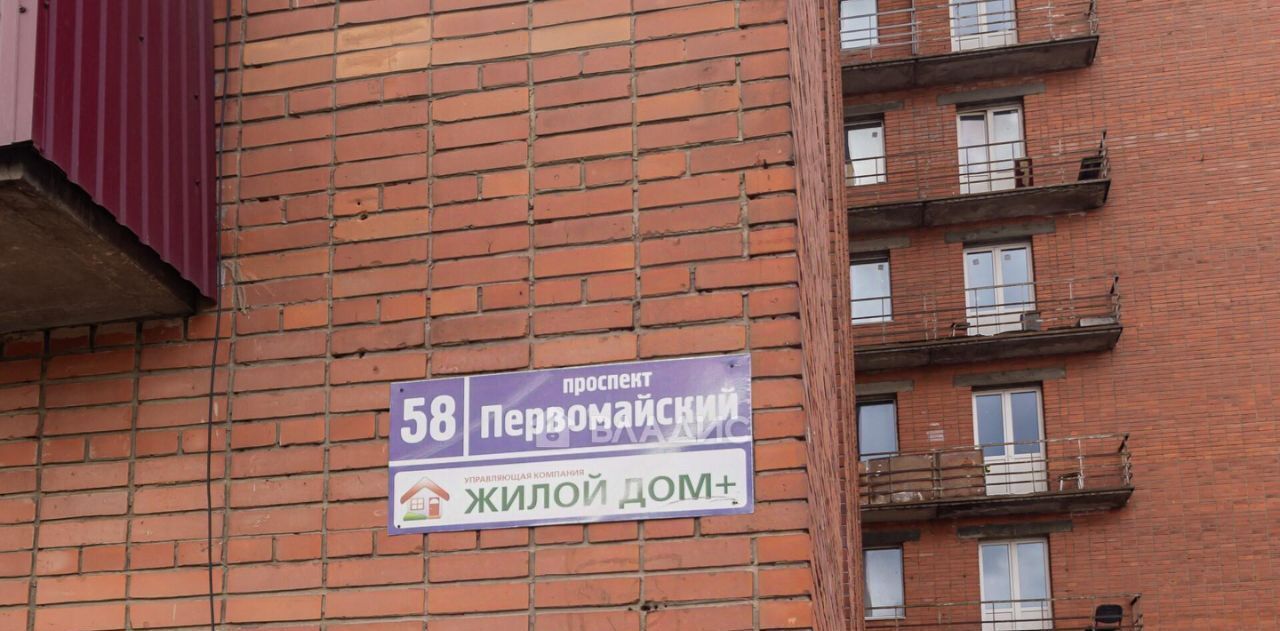 58
проспект
Первомайский
ВЛАДИС
УПРАВЛЯЮЩАЯ КОМПАНИЯ
ЖИЛОЙ ДОМ+